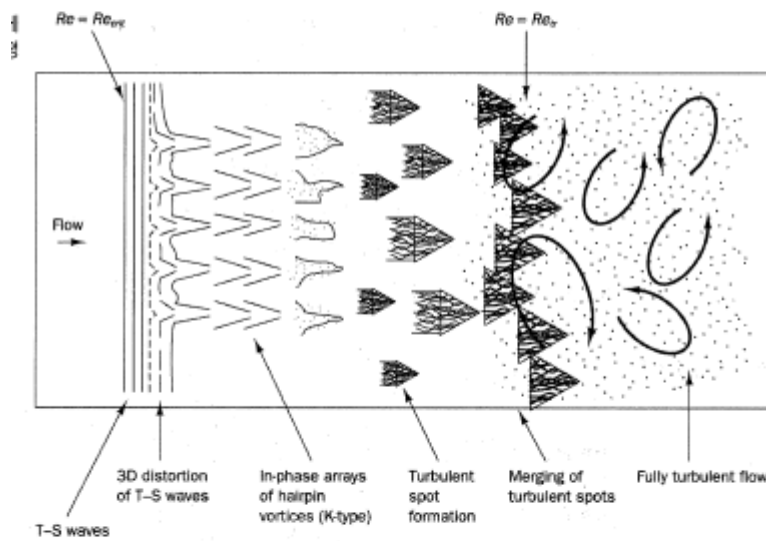 Re = Re_crit
Re = Re_tr
Flow
3D distortion
of T–S waves
In-phase arrays
of hairpin
vortices (K-type)
Turbulent
spot
formation
Merging of
turbulent spots
Fully turbulent flow
T–S waves